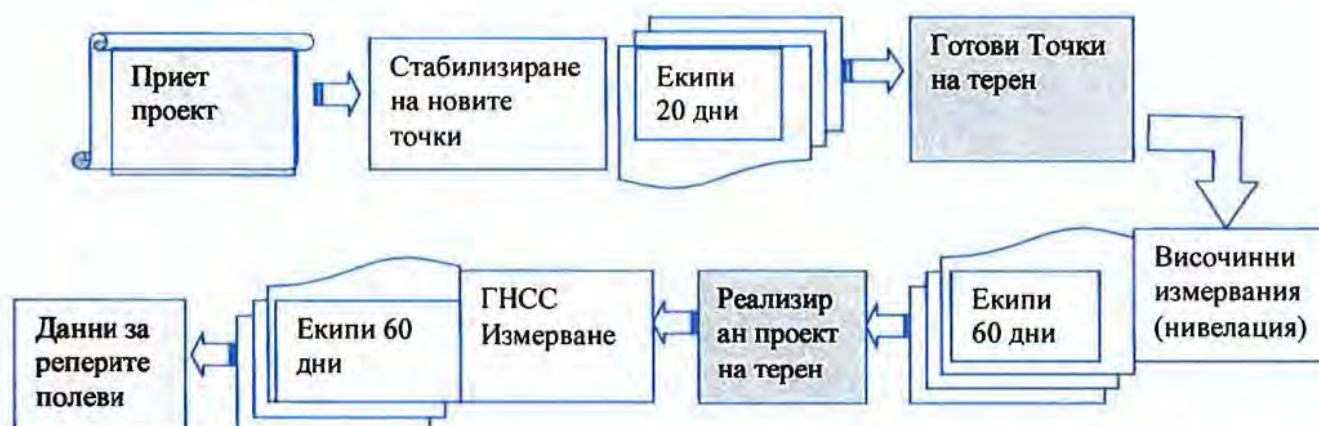 Приет
проект
Стабилизиране
на новите
точки
Екипи
20 дни
Готови Точки
на терен
Височинни
измервания
(нивелация)
Екипи
60 дни
Реализир
ан проект
на терен
ГНСС
Измерване
Екипи 60
дни
Данни за
реперите
полеви